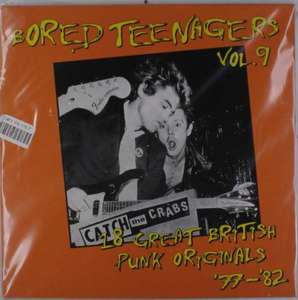 BORED TEENAGERS
VOL.9
CATCH the CRABS
18 GREAT BRITISH
PUNK ORIGINALS
'77-'82